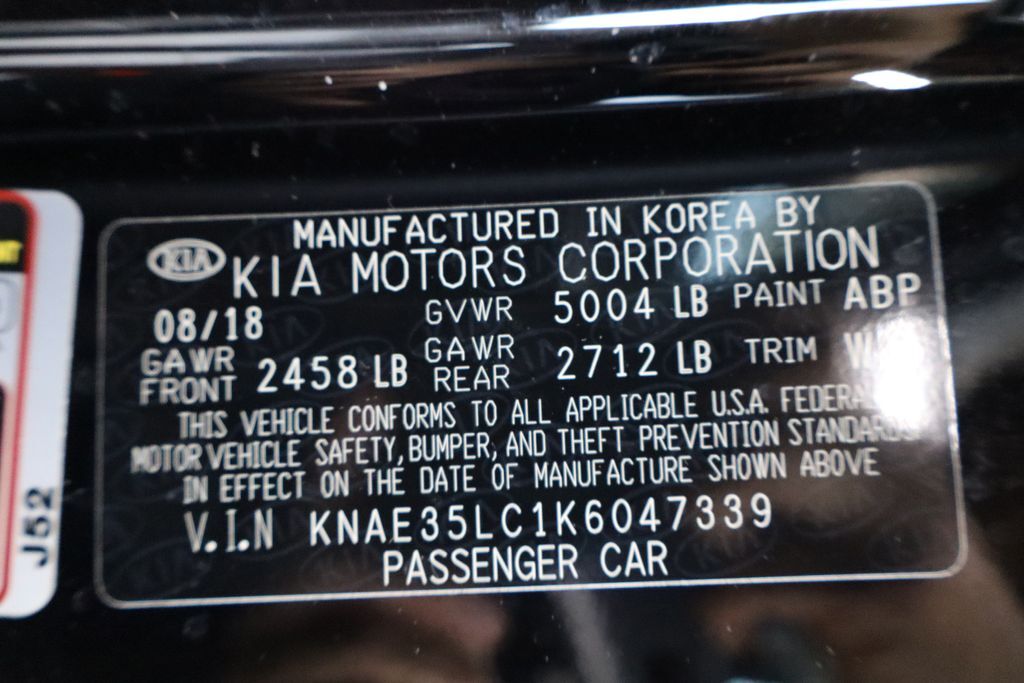 MANUFACTURED IN KOREA BY
KIA KIA MOTORS CORPORATION
08/18 GVWR 5004 LB PAINT ABP
GAWR FRONT 2458 LB GAWR REAR 2712 LB TRIM
THIS VEHICLE CONFORMS TO ALL APPLICABLE U.S.A. FEDERAL
MOTOR VEHICLE SAFETY, BUMPER, AND THEFT PREVENTION STANDARDS
IN EFFECT ON THE DATE OF MANUFACTURE SHOWN ABOVE
V.I.N KNAE35LC1K6047339
PASSENGER CAR
J52